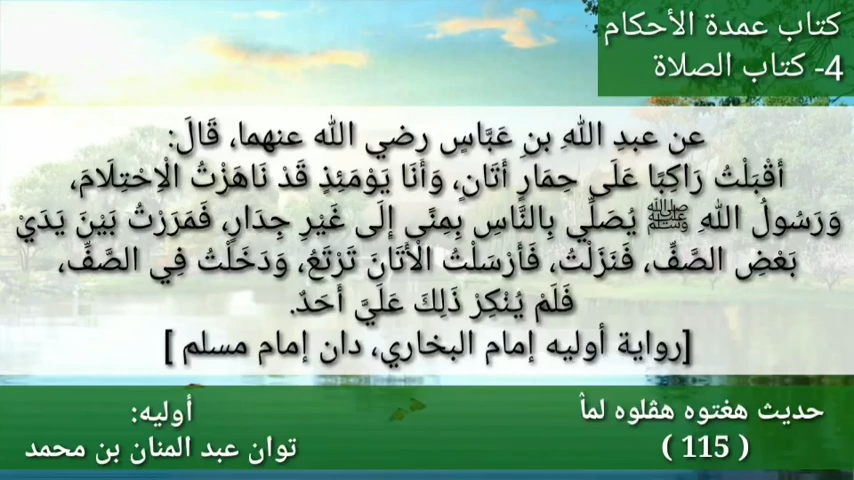 كتاب عمدة الأحكام
4- كتاب الصلاة
عن عبدِ اللهِ بنِ عَبَّاسٍ رضي الله عنهما، قَالَ:
أَقْبَلْتُ رَاكِبًا عَلَى حِمَارٍ أَتَانٍ، وَأَنَا يَوْمَئِذٍ قَدْ نَاهَزْتُ الْاِحْتِلَامَ،
وَرَسُولُ اللهِ ﷺ يُصَلِّي بِالنَّاسِ بِمِنًى إِلَى غَيْرِ جِدَارٍ، فَمَرَرْتُ بَيْنَ يَدَيْ
بَعْضِ الصَّفِّ، فَنَزَلْتُ، فَأَرْسَلْتُ الْأَتَانَ تَرْتَعُ، وَدَخَلْتُ فِي الصَّفِّ،
فَلَمْ يُنْكِرْ ذَلِكَ عَلَيَّ أَحَدٌ.
[رواية أوليه إمام البخاري، دان إمام مسلم ]
حديث هغتوه هڤلوه لماٴ
( 115 )
أوليه:
توان عبد المنان بن محمد